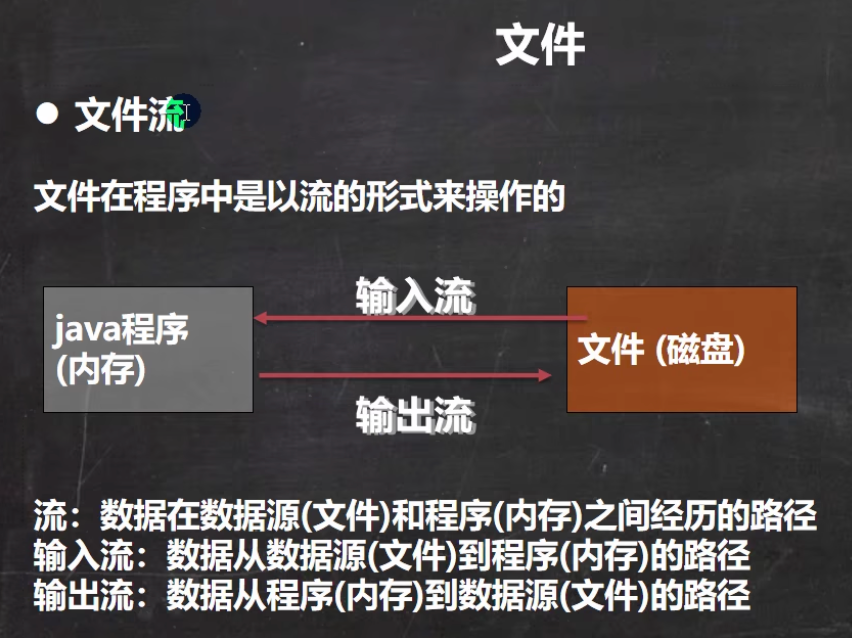 文件
● 文件流
文件在程序中是以流的形式来操作的
输入流
java程序
(内存)
文件 (磁盘)
输出流
流：数据在数据源(文件)和程序(内存)之间经历的路径
输入流：数据从数据源(文件)到程序(内存)的路径
输出流：数据从程序(内存)到数据源(文件)的路径